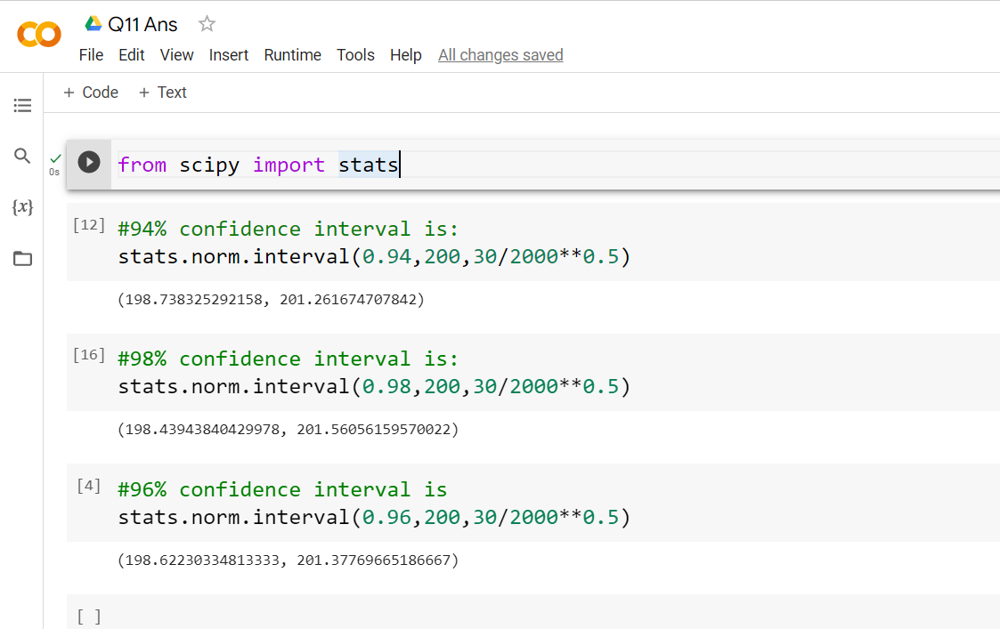 Q11 Ans
File Edit View Insert Runtime Tools Help All changes saved
+ Code + Text
0s
from scipy import stats
{x}
[12] #94% confidence interval is:
stats.norm.interval(0.94,200,30/2000**0.5)
(198.738325292158, 201.261674707842)
[16] #98% confidence interval is:
stats.norm.interval(0.98,200,30/2000**0.5)
(198.43943840429978, 201.56056159570022)
[4] #96% confidence interval is
stats.norm.interval(0.96,200,30/2000**0.5)
(198.62230334813333, 201.37769665186667)
[ ]